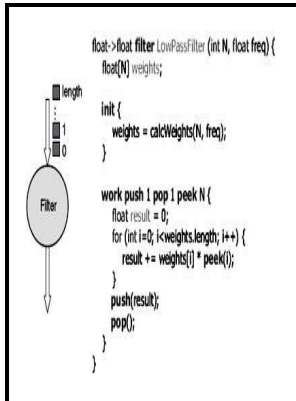 float->float filter LowPassFilter (int N, float freq) {
float[N] weights;
length
init {
1
weights = calcWeights(N, freq);
0
}
Filter
work push 1 pop 1 peek N {
float result = 0;
for (int i=0; i<weights.length; i++) {
result += weights[i] * peek(i);
}
push(result);
pop();
}
}